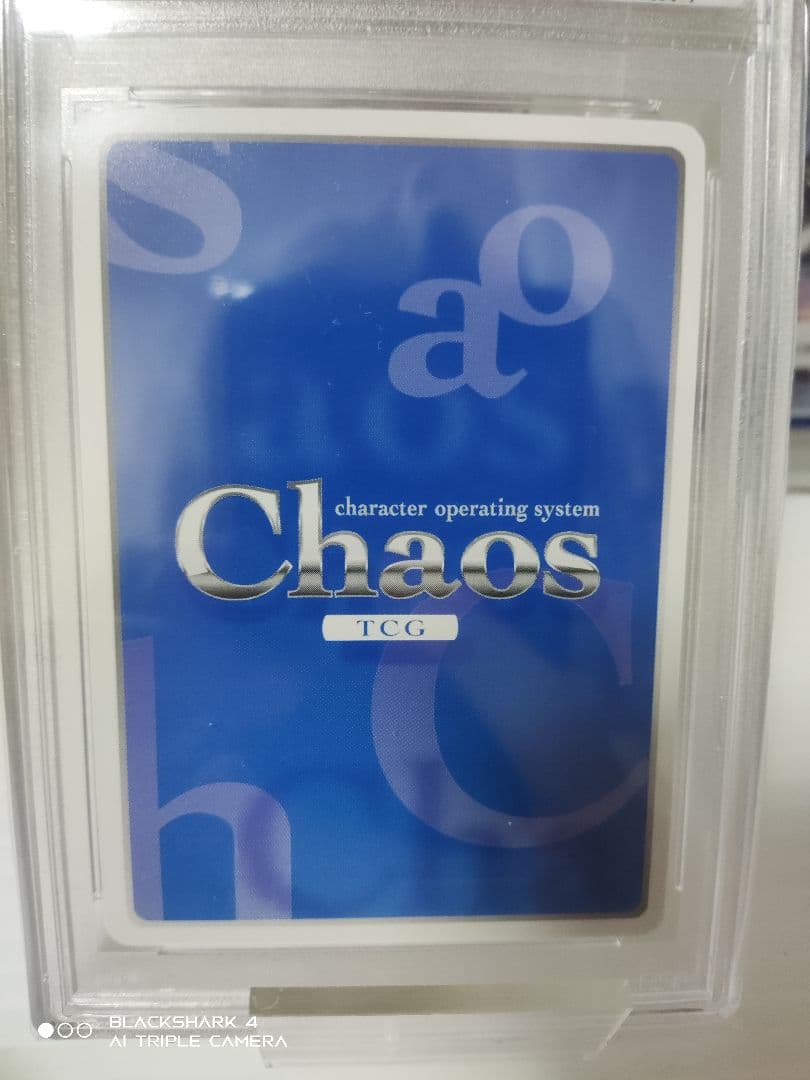 s
o
a
character operating system
Chaos
TCG
C
h
BLACKSHARK 4
AI TRIPLE CAMERA